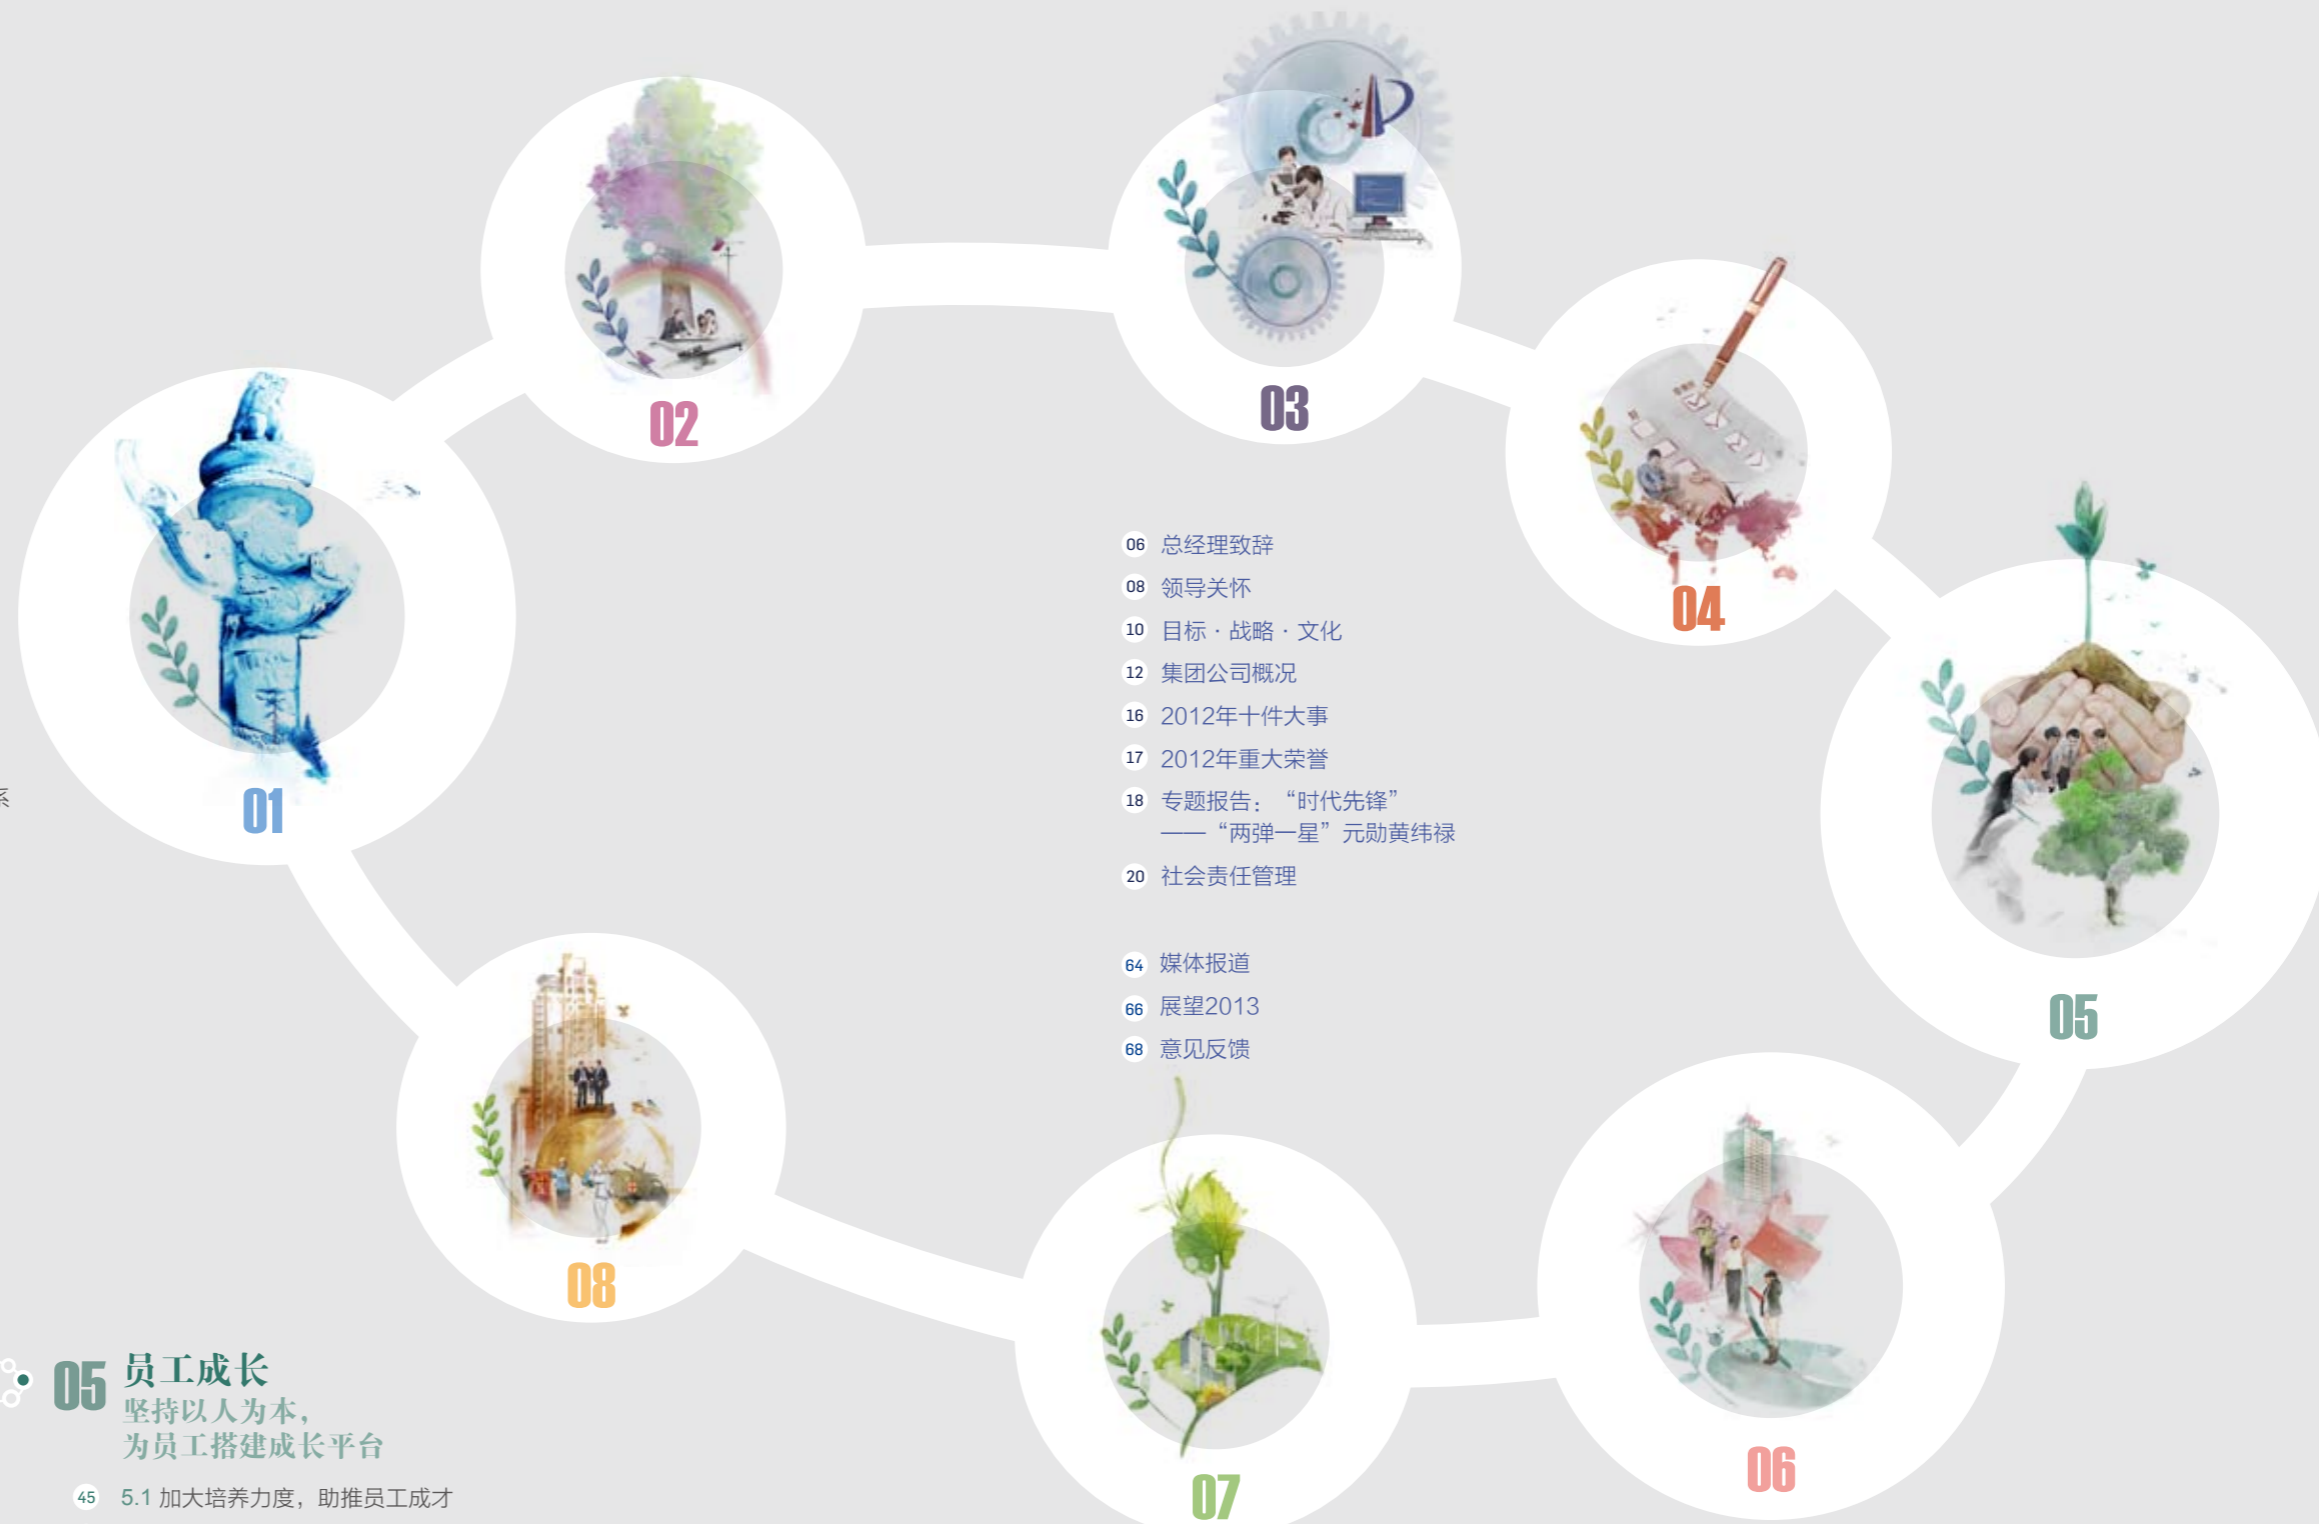 02
03
04
01
05
06 总经理致辞
08 领导关怀
10 目标 · 战略 · 文化
12 集团公司概况
16 2012年十件大事
17 2012年重大荣誉
18 专题报告：“时代先锋”
——“两弹一星”元勋黄纬禄
20 社会责任管理
64 媒体报道
66 展望2013
68 意见反馈
08
07
06
05 员工成长
坚持以人为本，
为员工搭建成长平台
45 5.1 加大培养力度，助推员工成才